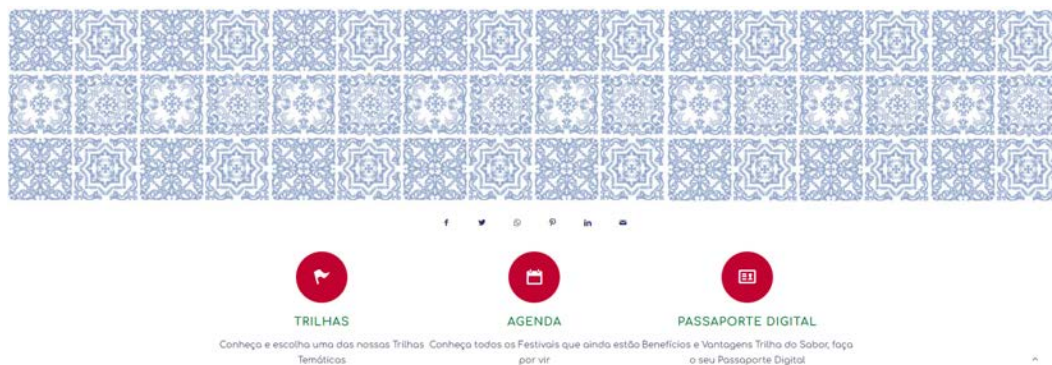 TRILHAS
Conheça e escolha uma das nossas Trilhas
Temáticas
AGENDA
Conheça todos os Festivais que ainda estão
por vir
PASSAPORTE DIGITAL
Benefícios e Vantagens Trilha do Sabor, faça
o seu Passaporte Digital